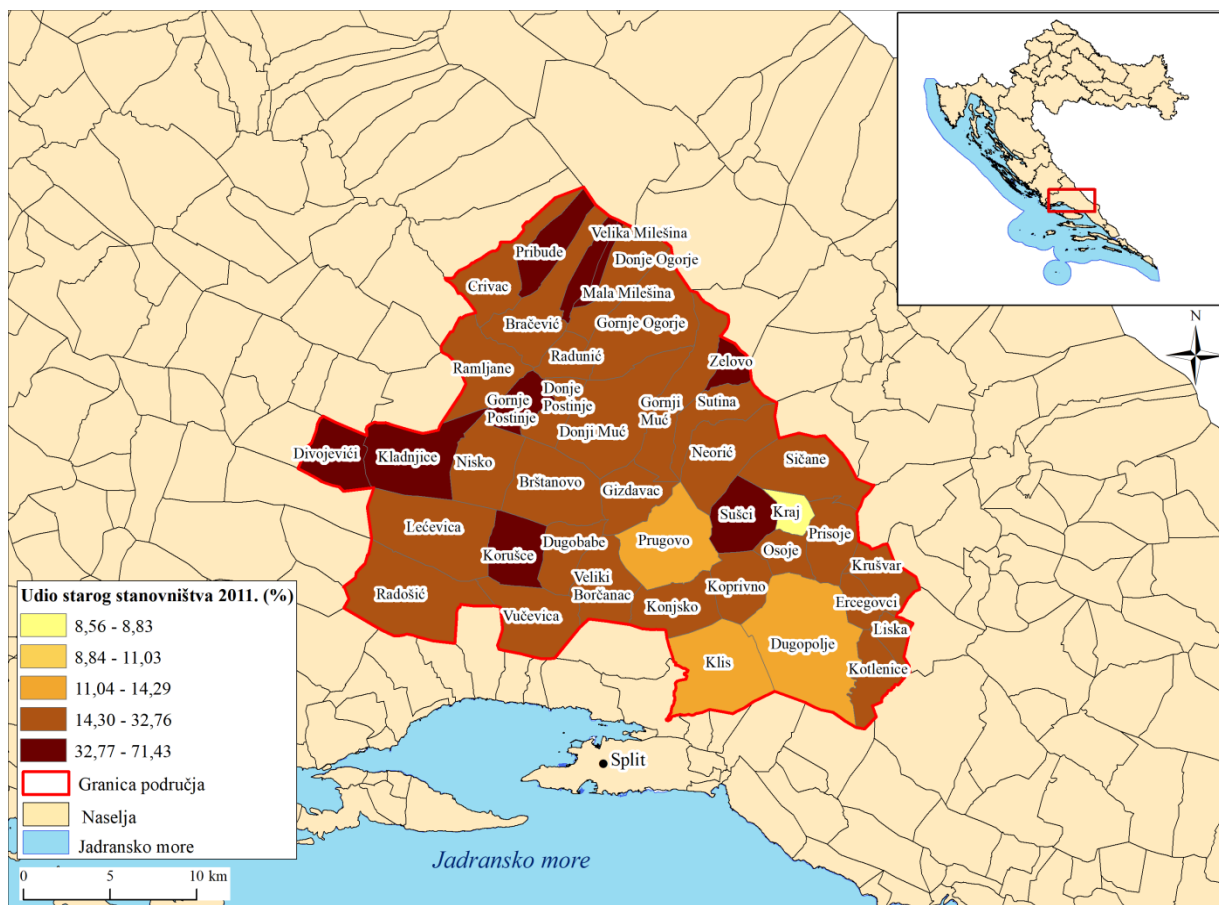 N
Velika Milešina
Pribude
Donje Ogorje
Crivac
Mala Milešina
Bračević
Gornje Ogorje
Radunić
Zelovo
Ramljane
Donje
Postinje
Gornje
Postinje
Gornji
Muć
Sutina
Donji Muć
Divojevići
Kladnjice
Nisko
Neorić
Sičane
Brštanovo
Gizdavac
Sušci
Kraj
Lećevica
Prugovo
Prisoje
Korušce
Dugobabe
Osoje
Krušvar
Veliki
Borčanac
Koprivno
Radošić
Konjsko
Ercegovci
Vučevica
Liska
Dugopolje
Klis
Kotlenice
Split
Jadransko more
Udio starog stanovništva 2011. (%)
8,56 - 8,83
8,84 - 11,03
11,04 - 14,29
14,30 - 32,76
32,77 - 71,43
Granica područja
Naselja
Jadransko more
0 5 10 km